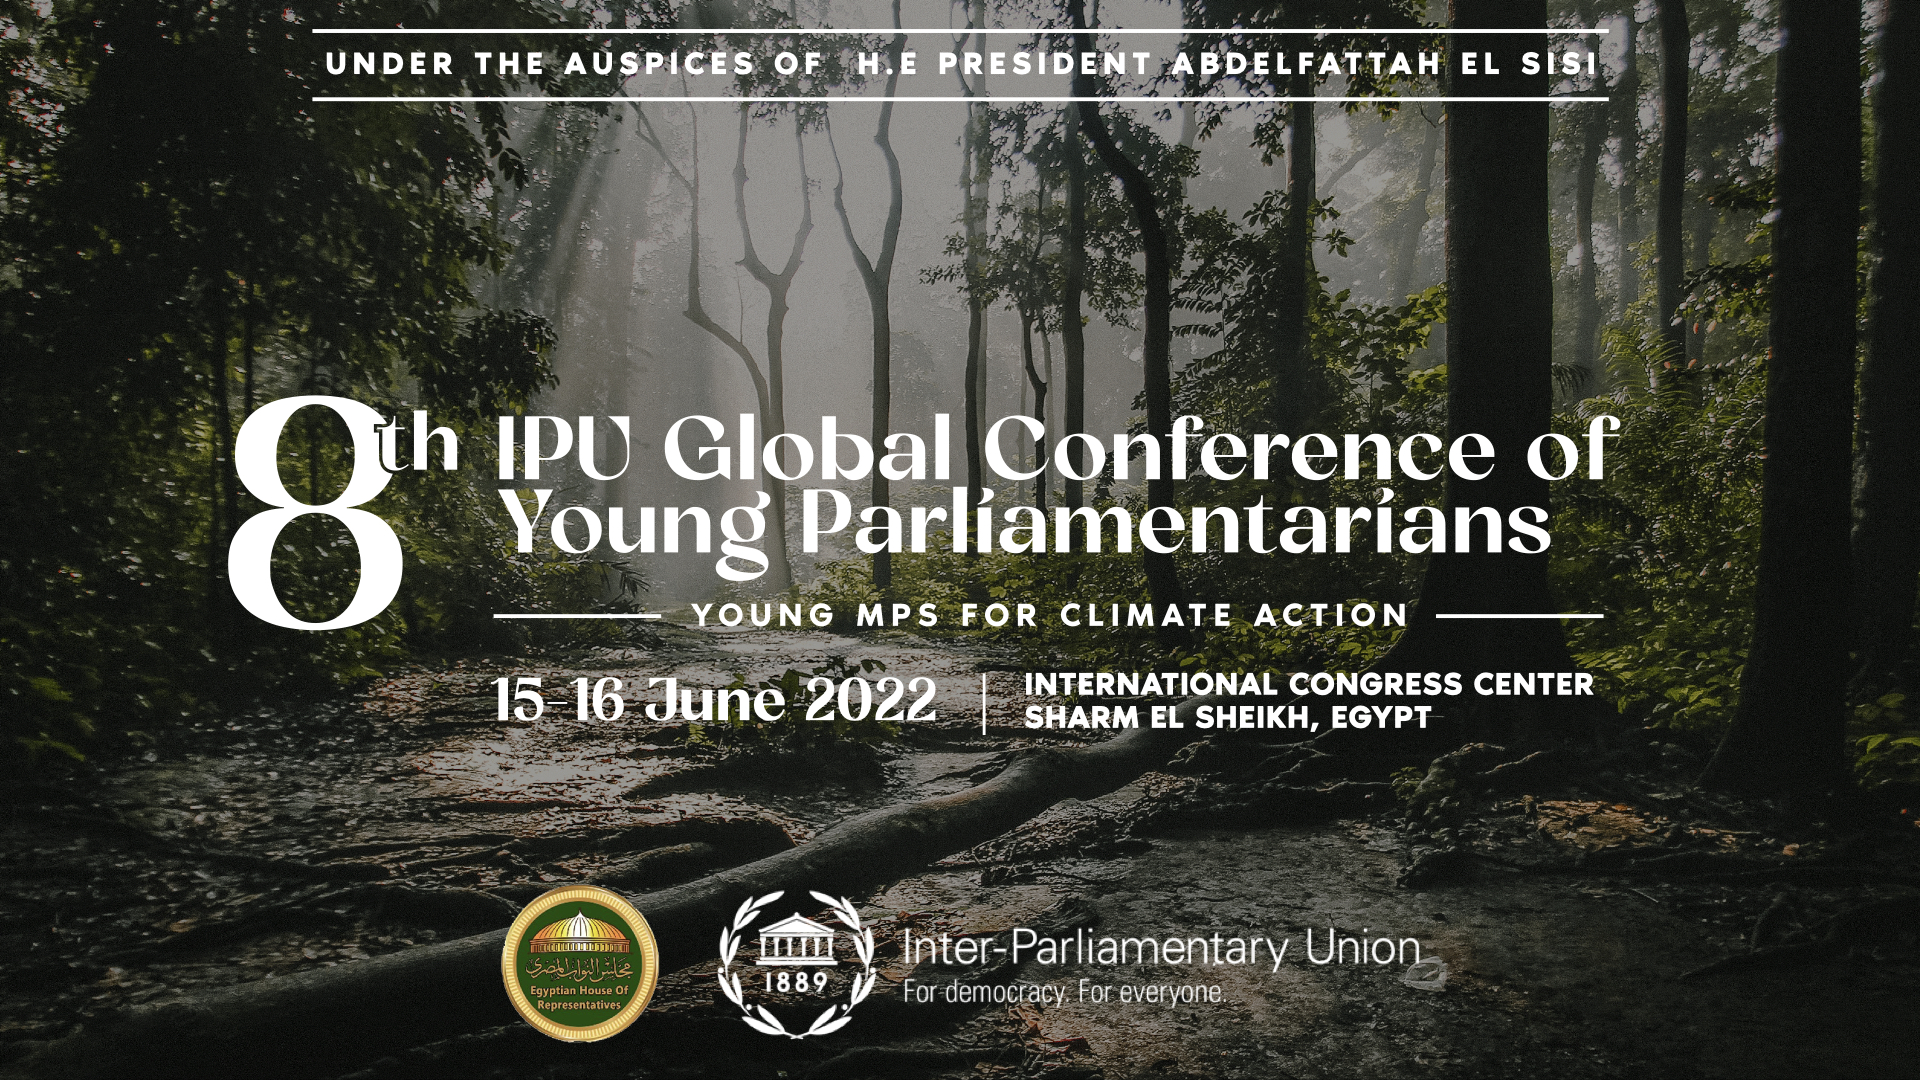 UNDER THE AUSPICES OF H.E PRESIDENT ABDELFATTAH EL SISI
8th IPU Global Conference of
Young Parliamentarians
YOUNG MPS FOR CLIMATE ACTION
15-16 June 2022
INTERNATIONAL CONGRESS CENTER
SHARM EL SHEIKH, EGYPT
مجلس النواب المصري
Egyptian House Of
Representatives
1889
Inter-Parliamentary Union
For democracy. For everyone.